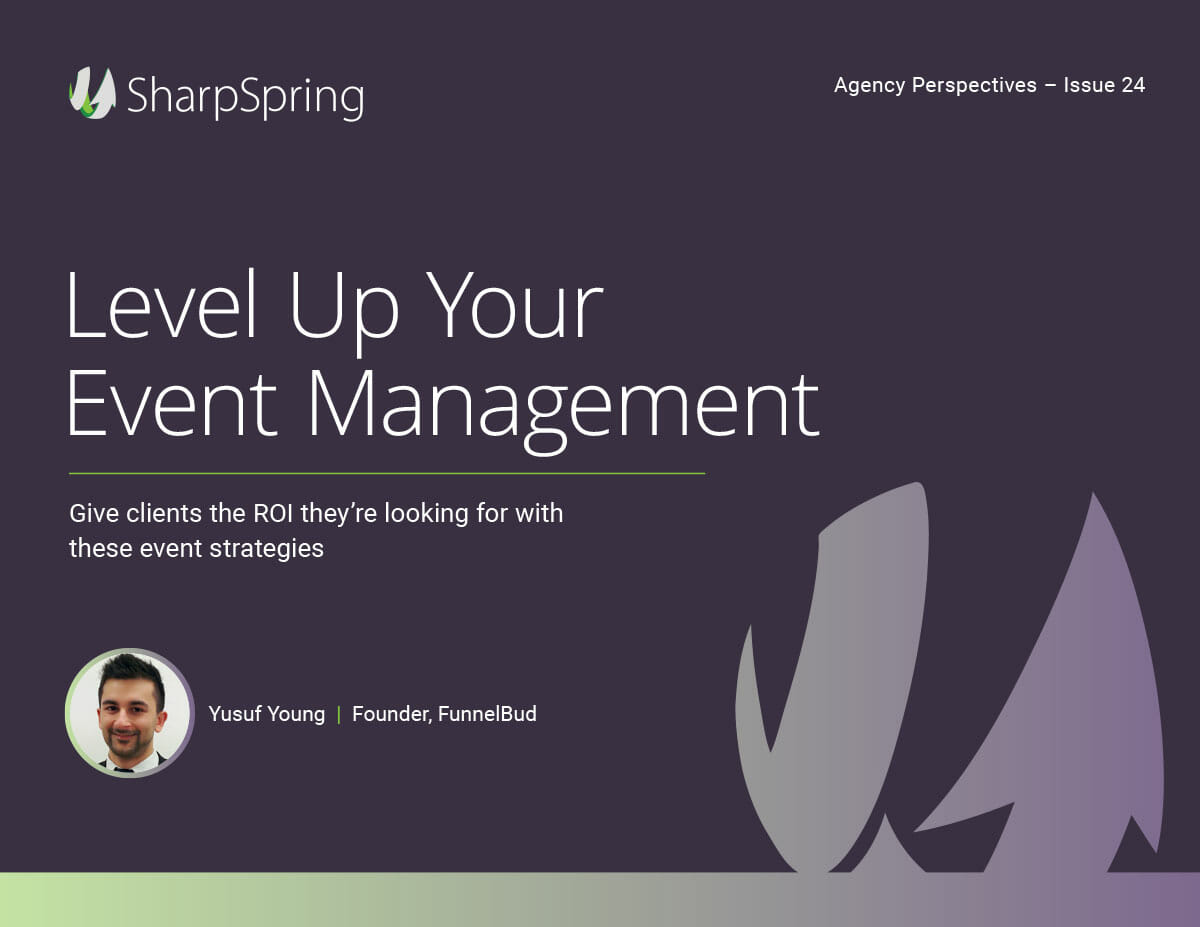 SharpSpring
Agency Perspectives – Issue 24
Level Up Your
Event Management
Give clients the ROI they’re looking for with
these event strategies
Yusuf Young | Founder, FunnelBud